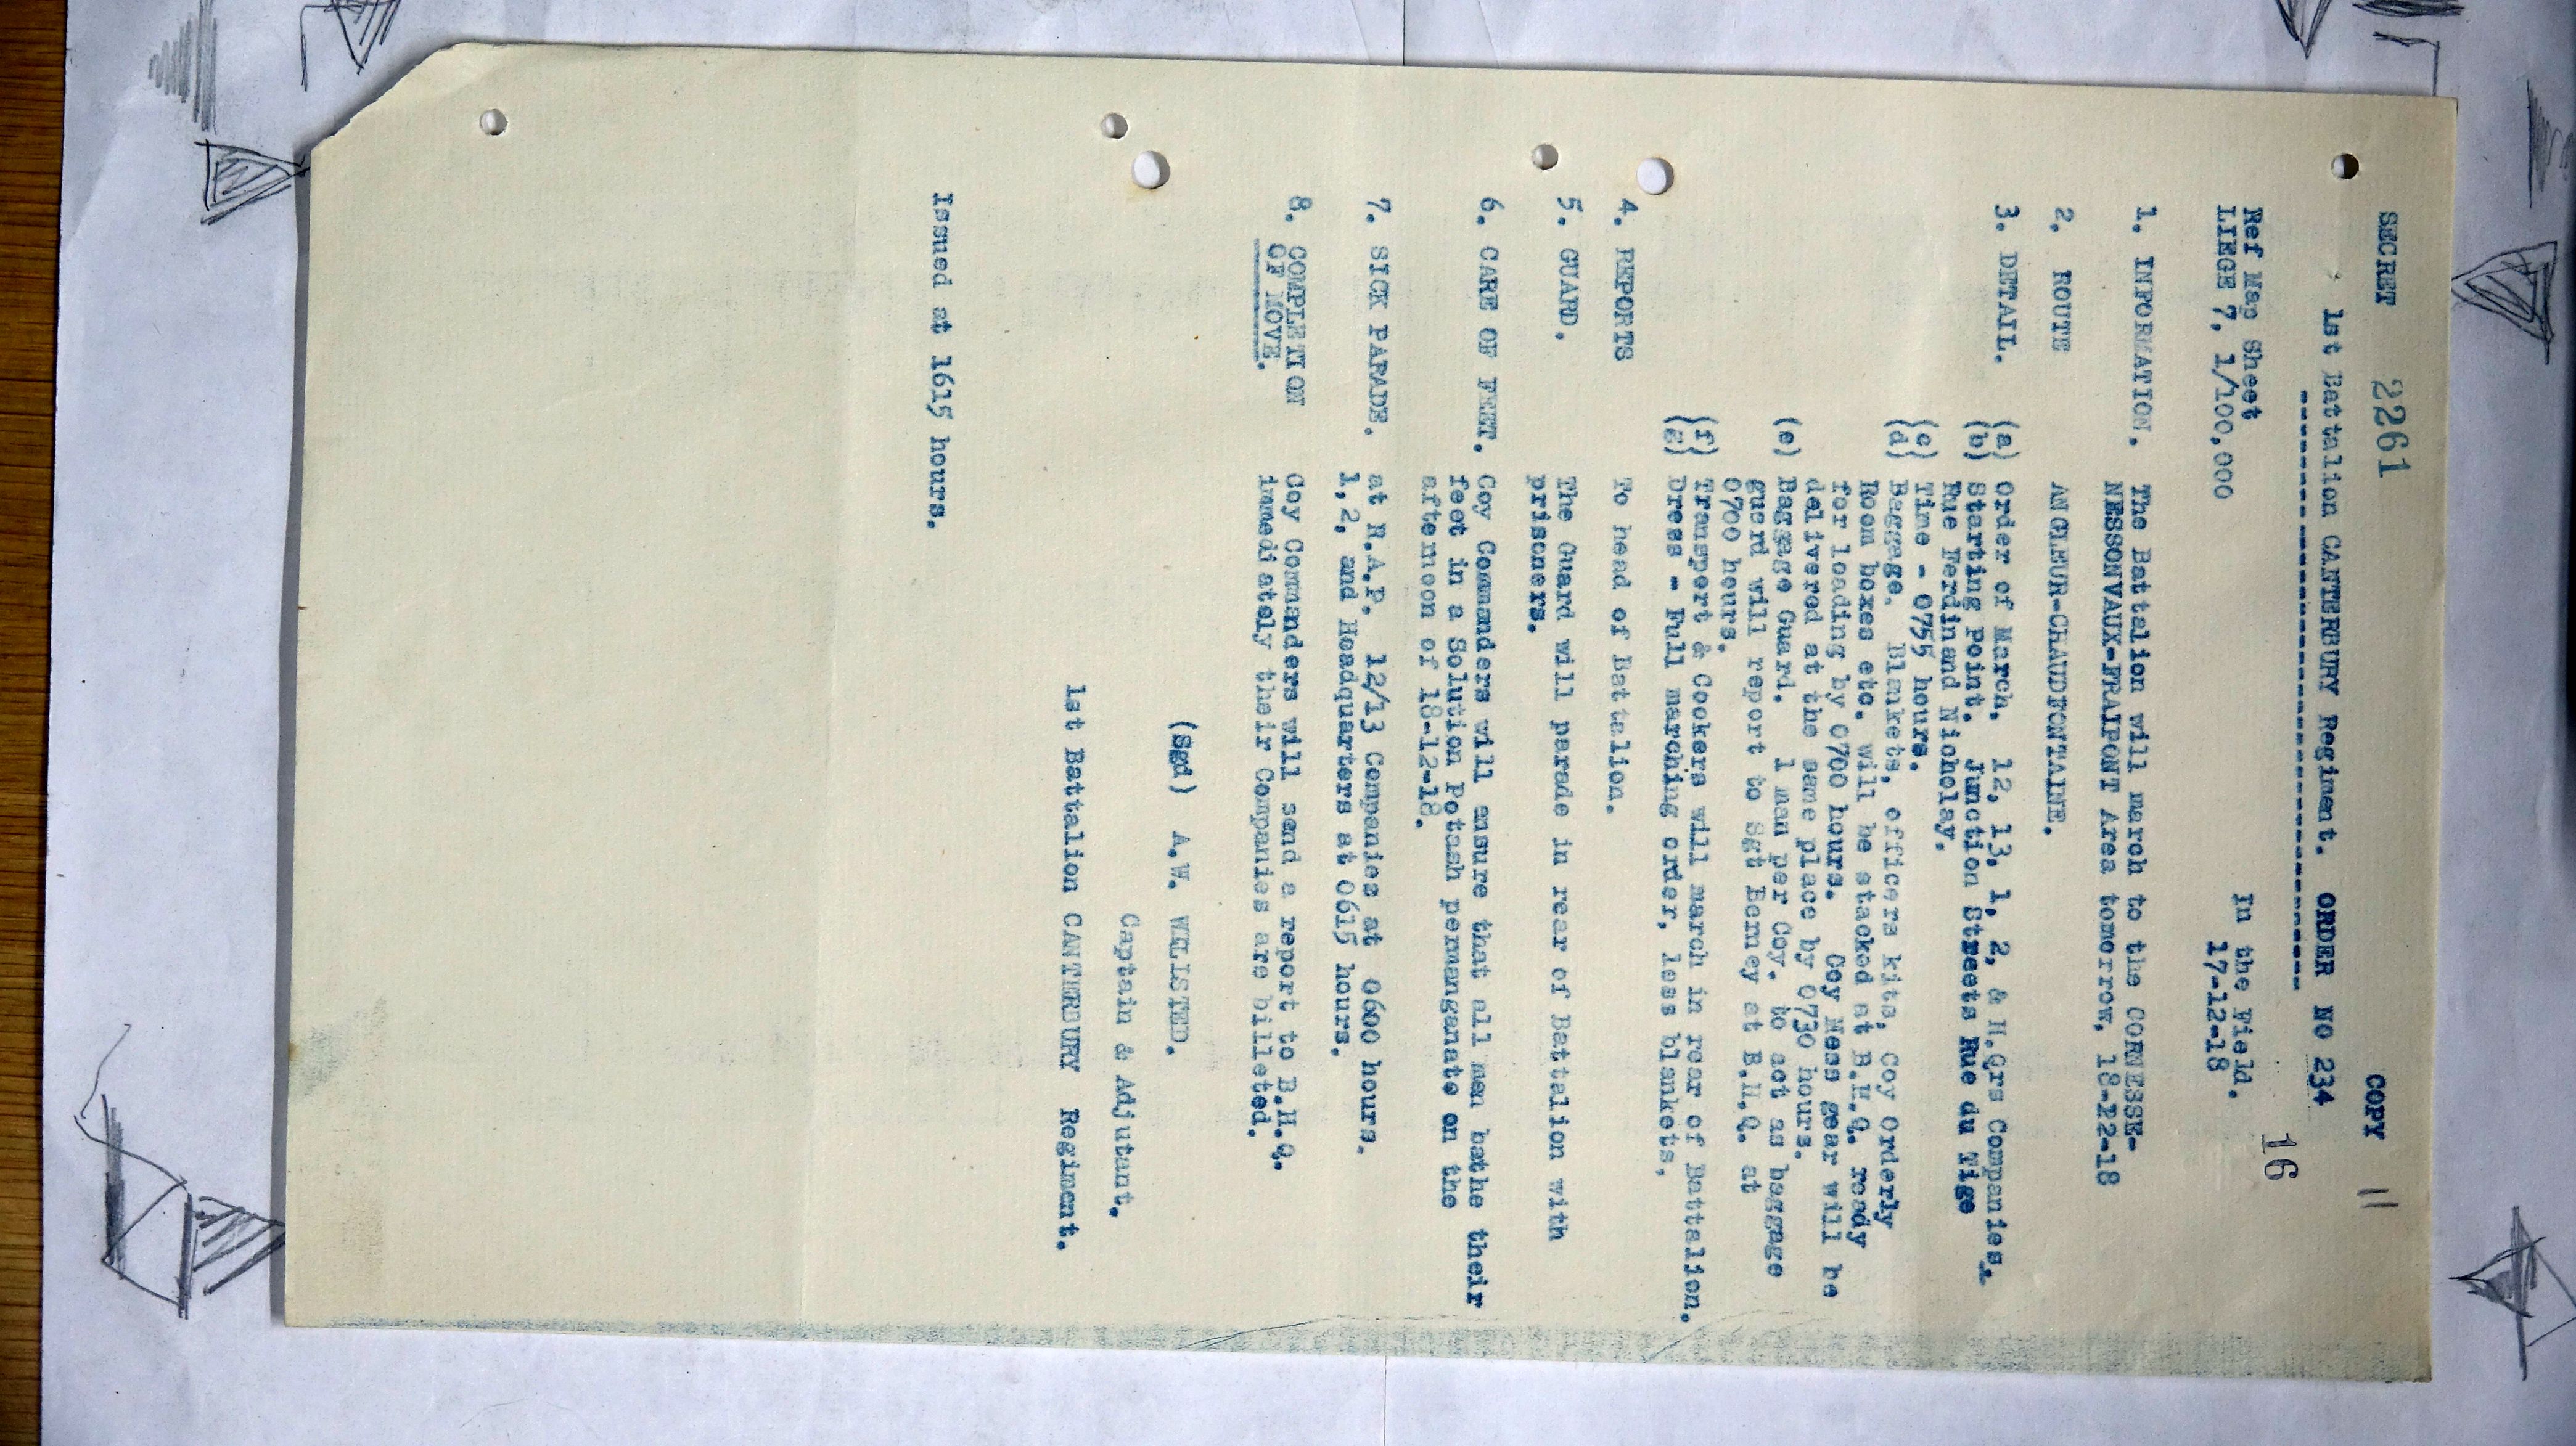 SECRET 2261 COPY 11
1st Battalion CANTERBURY Regiment. ORDER NO 234
16
Ref Map Sheet In the Field.
LIEGE 7, 1/100,000 17-12-18
1. INFORMATION. The Battalion will march to the CORNESSE-
NESSONVAUX-FRAIPONT Area tomorrow, 18-12-18
2. ROUTE ANGLEUR-CHAUDFONTAINE.
3. DETAIL. (a) Order of March. 12, 13, 1, 2, & H.Qrs Companies.
(b) Starting Point. Junction Streets Rue du Tige
Rue Ferdinand Nicholay.
(c) Time - 0755 hours.
(d) Baggage. Blankets, officers kits, Coy Orderly
Room boxes etc. will be stacked at B.H.Q. ready
for loading by 0700 hours. Coy Mess gear will be
delivered at the same place by 0730 hours.
(e) Baggage Guard. 1 man per Coy. to act as baggage
guard will report to Sgt Berney at B.H.Q. at
0700 hours.
(f) Transport & Cookers will march in rear of Battalion.
(g) Dress - Full marching order, less blankets.
4. REPORTS To head of Battalion.
5. GUARD. The Guard will parade in rear of Battalion with
prisoners.
6. CARE OF FEET. Coy Commanders will ensure that all men bathe their
feet in a Solution Potash permanganate on the
afternoon of 18-12-18.
7. SICK PARADE. at R.A.P. 12/13 Companies at 0600 hours.
1, 2, and Headquarters at 0615 hours.
8. COMPLETION Coy Commanders will send a report to B.H.Q.
OF MOVE. immediately their Companies are billeted.
(Sgd) A.W. WILLSTED.
Captain & Adjutant.
1st Battalion CANTERBURY Regiment.
Issued at 1615 hours.